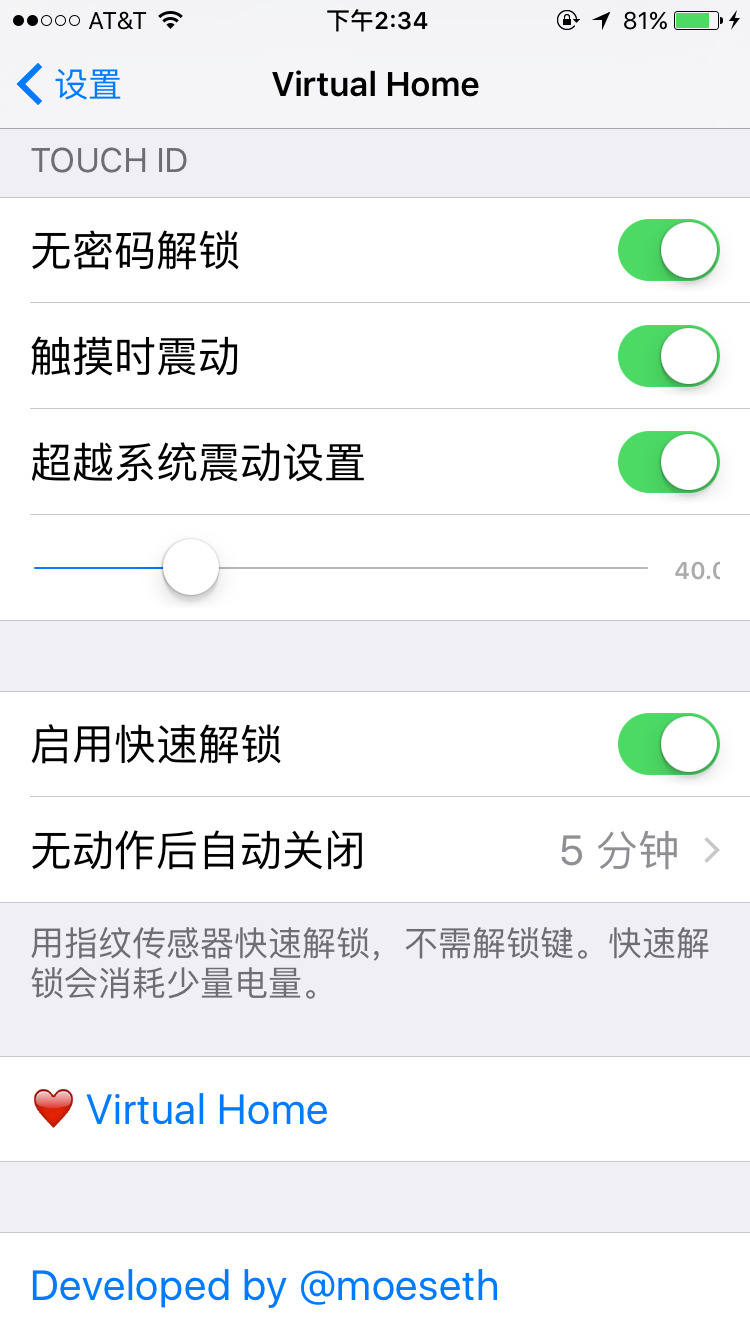 AT&T 下午2:34 81%
设置 Virtual Home
TOUCH ID
无密码解锁
触摸时震动
超越系统震动设置
40.0
启用快速解锁
无动作后自动关闭 5 分钟
用指纹传感器快速解锁，不需解锁键。快速解
锁会消耗少量电量。
Virtual Home
Developed by @moeseth